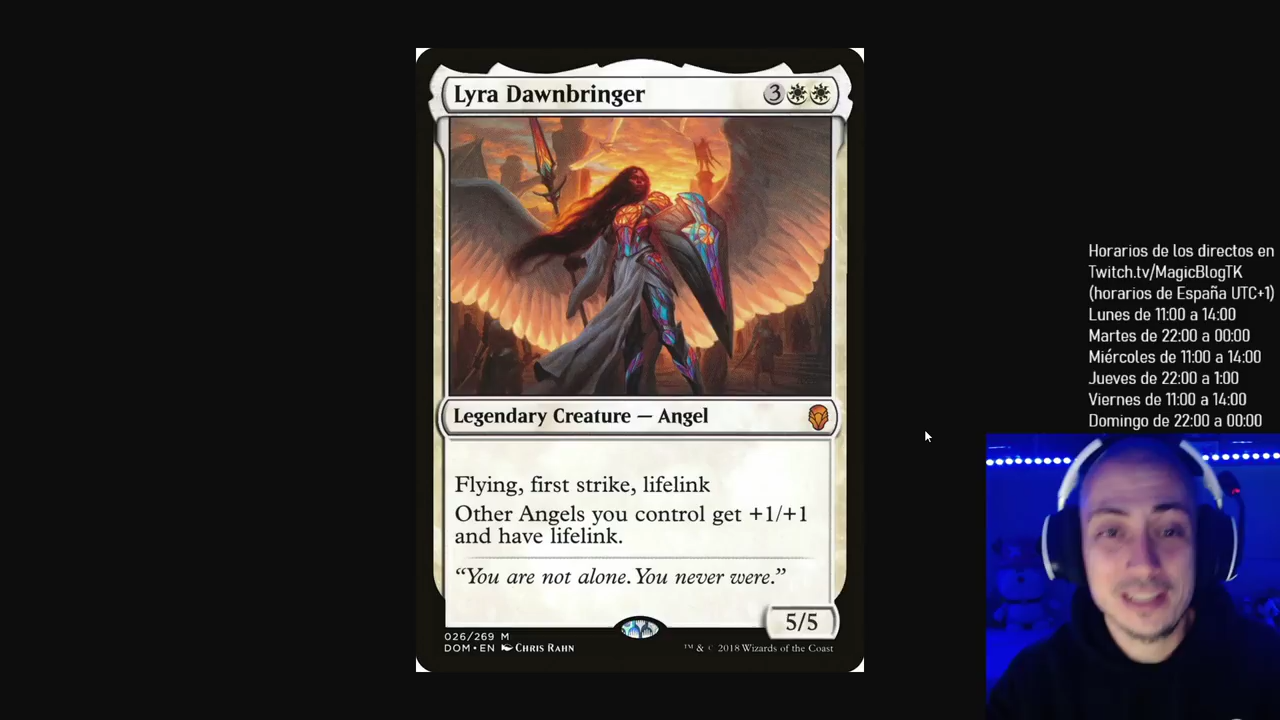 Lyra Dawnbringer
3
Legendary Creature — Angel
Flying, first strike, lifelink
Other Angels you control get +1/+1
and have lifelink.
“You are not alone. You never were.”
5/5
026/269 M
DOM • EN Chris Rahn
™ & © 2018 Wizards of the Coast
Horarios de los directos en
Twitch.tv/MagicBlogTK
(horarios de España UTC+1)
Lunes de 11:00 a 14:00
Martes de 22:00 a 00:00
Miércoles de 11:00 a 14:00
Jueves de 22:00 a 1:00
Viernes de 11:00 a 14:00
Domingo de 22:00 a 00:00